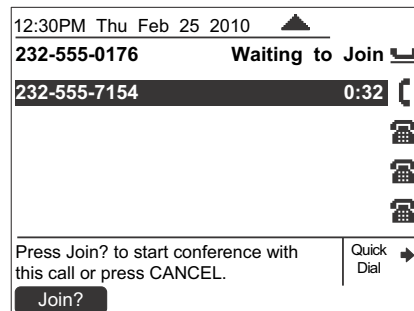 12:30PM Thu Feb 25 2010
232-555-0176 Waiting to Join
232-555-7154 0:32
Press Join? to start conference with
this call or press CANCEL.
Quick
Dial
Join?